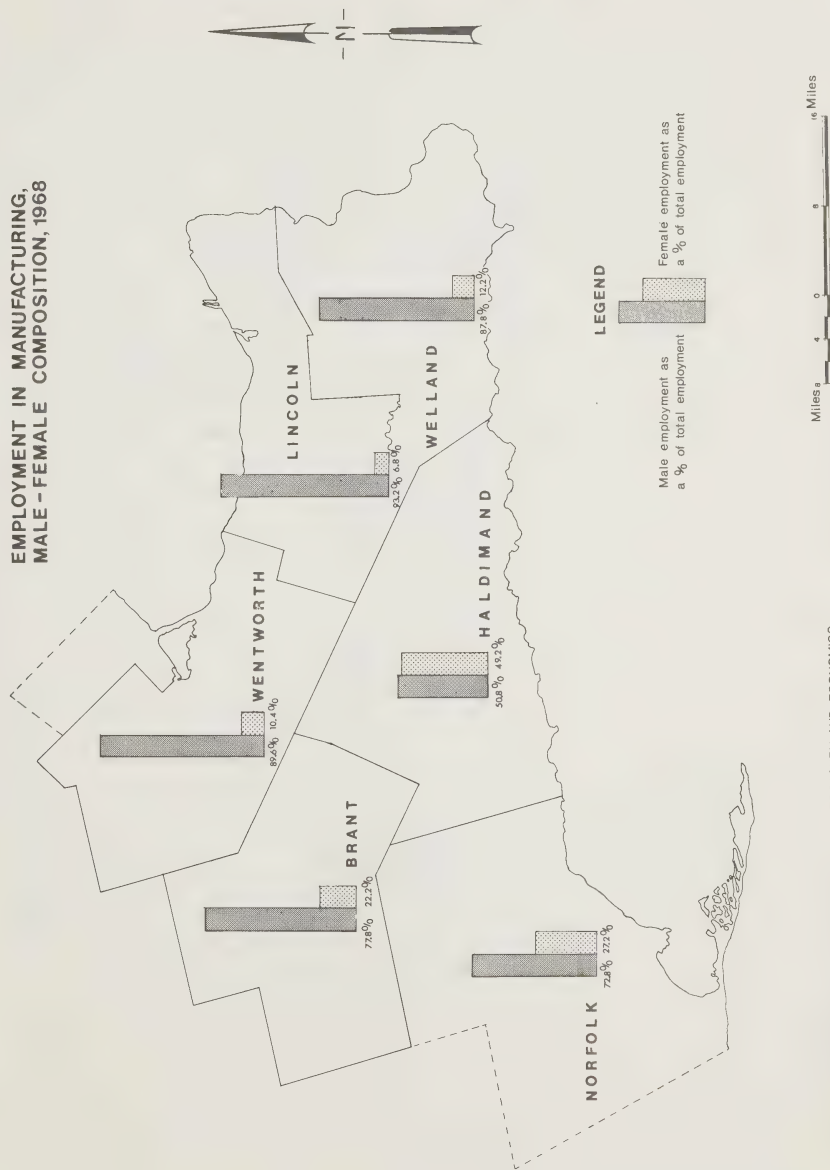 EMPLOYMENT IN MANUFACTURING,
MALE – FEMALE COMPOSITION, 1968
– N –
WENTWORTH
89.6% 10.4%
LINCOLN
93.2% 6.8%
BRANT
77.8% 22.2%
WELLAND
87.8% 12.2%
HALDIMAND
50.8% 49.2%
NORFOLK
72.8% 27.2%
LEGEND
Male employment as
a % of total employment
Female employment as
a % of total employment
Miles 8 4 0 8 16 Miles